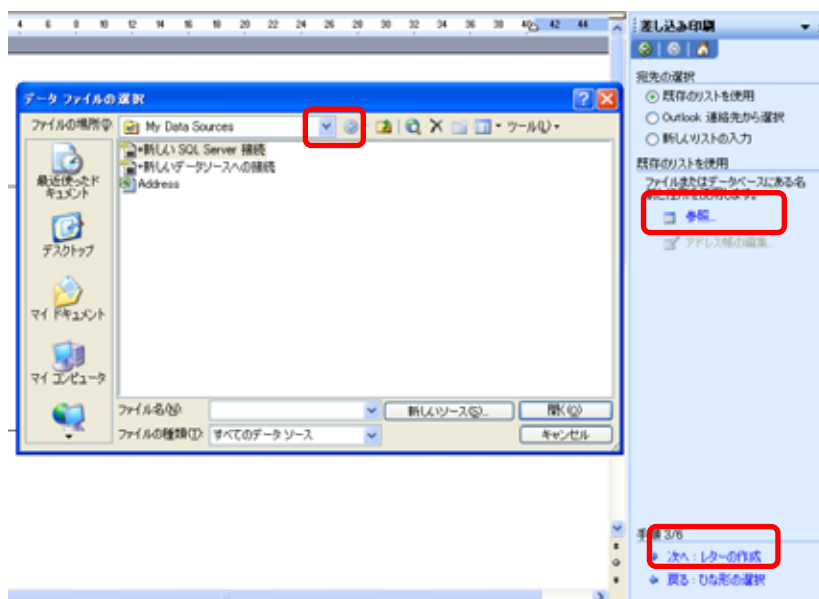 4 6 8 10 12 14 16 18 20 22 24 26 28 30 32 34 36 38 40 42 44
差し込み印刷
宛先の選択
既存のリストを使用
Outlook 連絡先から選択
新しいリストの入力
既存のリストを使用
ファイルまたはデータベースにある名
参照...
アドレス帳の編集...
データ ファイルの選択
ファイルの場所(I):
My Data Sources
ツール(L)
+新しい SQL Server 接続
+新しいデータソースへの接続
Address
最近使ったド
キュメント
デスクトップ
マイ ドキュメント
マイ コンピュータ
ファイル名(N):
新しいソース(S)...
開く(O)
ファイルの種類(T):
すべてのデータ ソース
キャンセル
手順 3/6
次へ : レターの作成
戻る : ひな形の選択